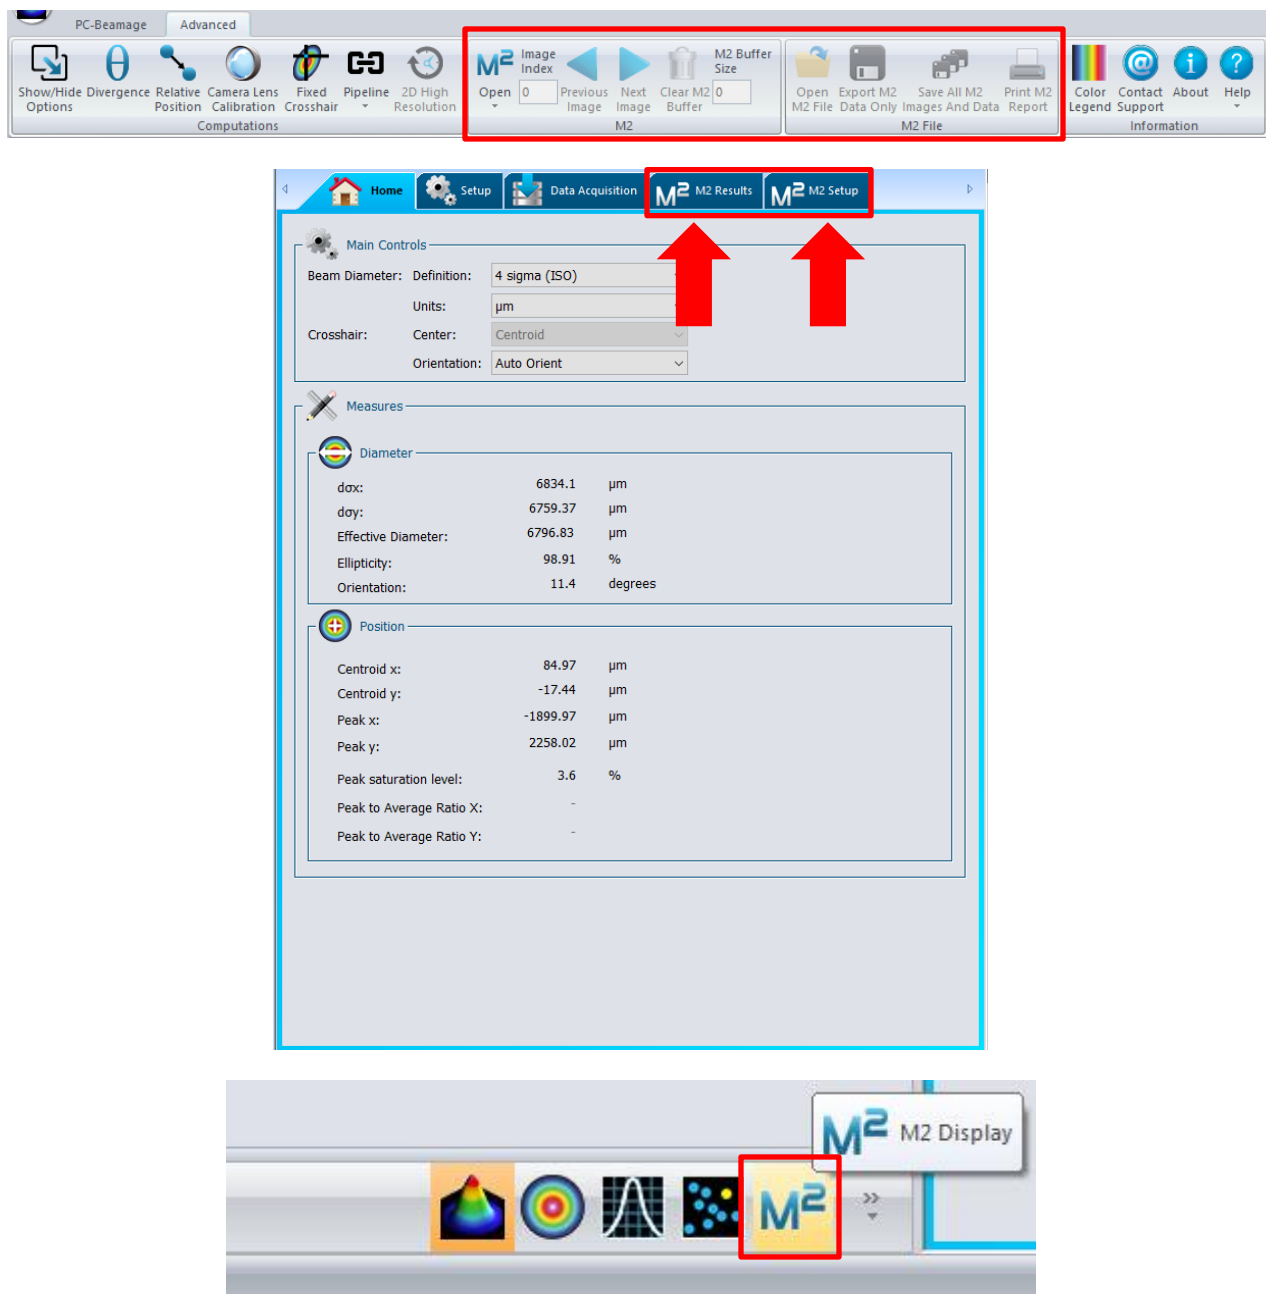 PC-Beamage Advanced
Show/Hide Options
Divergence
Relative Position
Camera Lens Calibration
Fixed Crosshair
Pipeline
2D High Resolution
Computations
M2
Open
Image Index
0
Previous Image
Next Image
Clear M2 Buffer
M2 Buffer Size
0
M2
Open M2 File
Export M2 Data Only
Save All M2 Images And Data
Print M2 Report
M2 File
Color Legend
Contact Support
About
Help
Information
Home
Setup
Data Acquisition
M2 M2 Results
M2 M2 Setup
Main Controls
Beam Diameter: Definition: 4 sigma (ISO)
Units: µm
Crosshair: Center: Centroid
Orientation: Auto Orient
Measures
Diameter
dσx: 6834.1 µm
dσy: 6759.37 µm
Effective Diameter: 6796.83 µm
Ellipticity: 98.91 %
Orientation: 11.4 degrees
Position
Centroid x: 84.97 µm
Centroid y: -17.44 µm
Peak x: -1899.97 µm
Peak y: 2258.02 µm
Peak saturation level: 3.6 %
Peak to Average Ratio X: -
Peak to Average Ratio Y: -
M2 M2 Display
M2